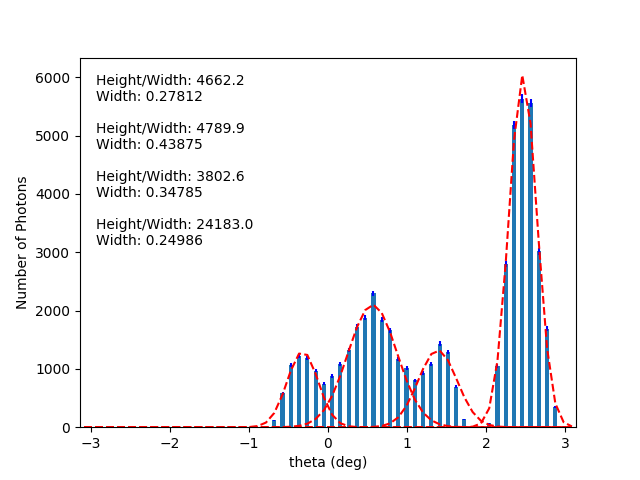 Height/Width: 4662.2
Width: 0.27812
Height/Width: 4789.9
Width: 0.43875
Height/Width: 3802.6
Width: 0.34785
Height/Width: 24183.0
Width: 0.24986
Number of Photons
6000
5000
4000
3000
2000
1000
0
−3
−2
−1
0
1
2
3
theta (deg)